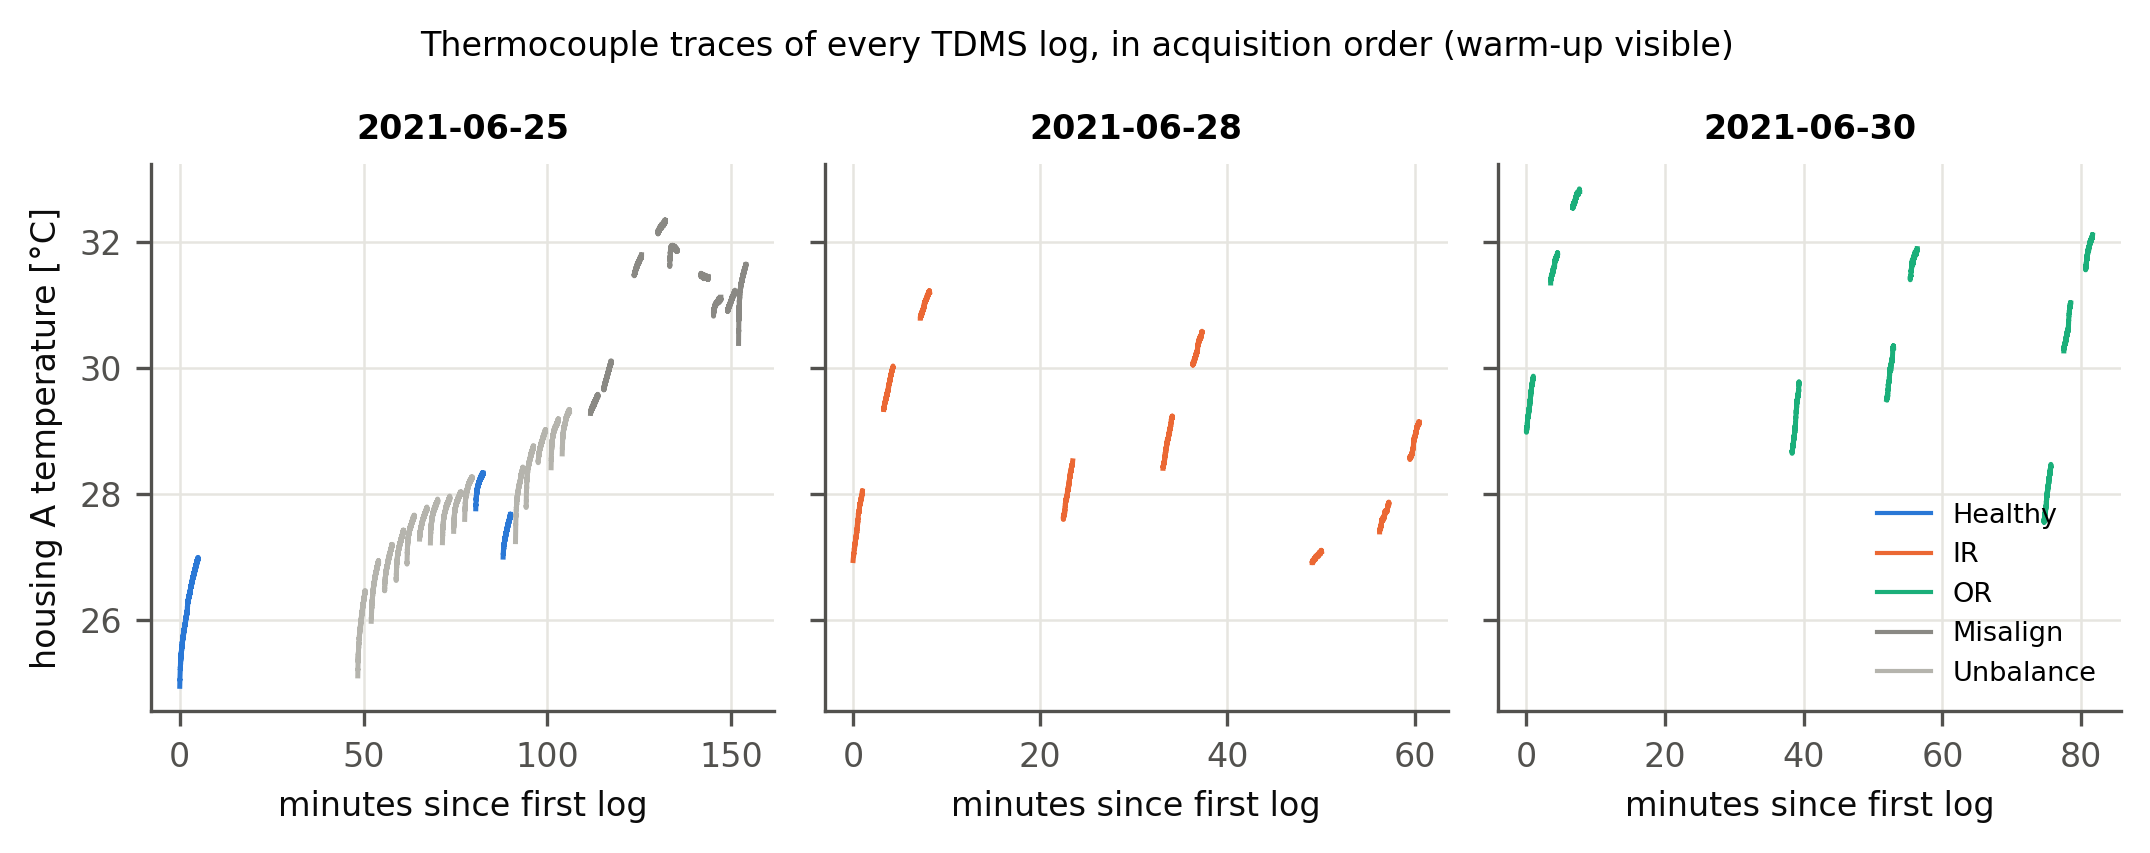 Thermocouple traces of every TDMS log, in acquisition order (warm-up visible)
2021-06-25
2021-06-28
2021-06-30
housing A temperature [°C]
32
30
28
26
0
50
100
150
0
20
40
60
0
20
40
60
80
minutes since first log
minutes since first log
minutes since first log
Healthy
IR
OR
Misalign
Unbalance